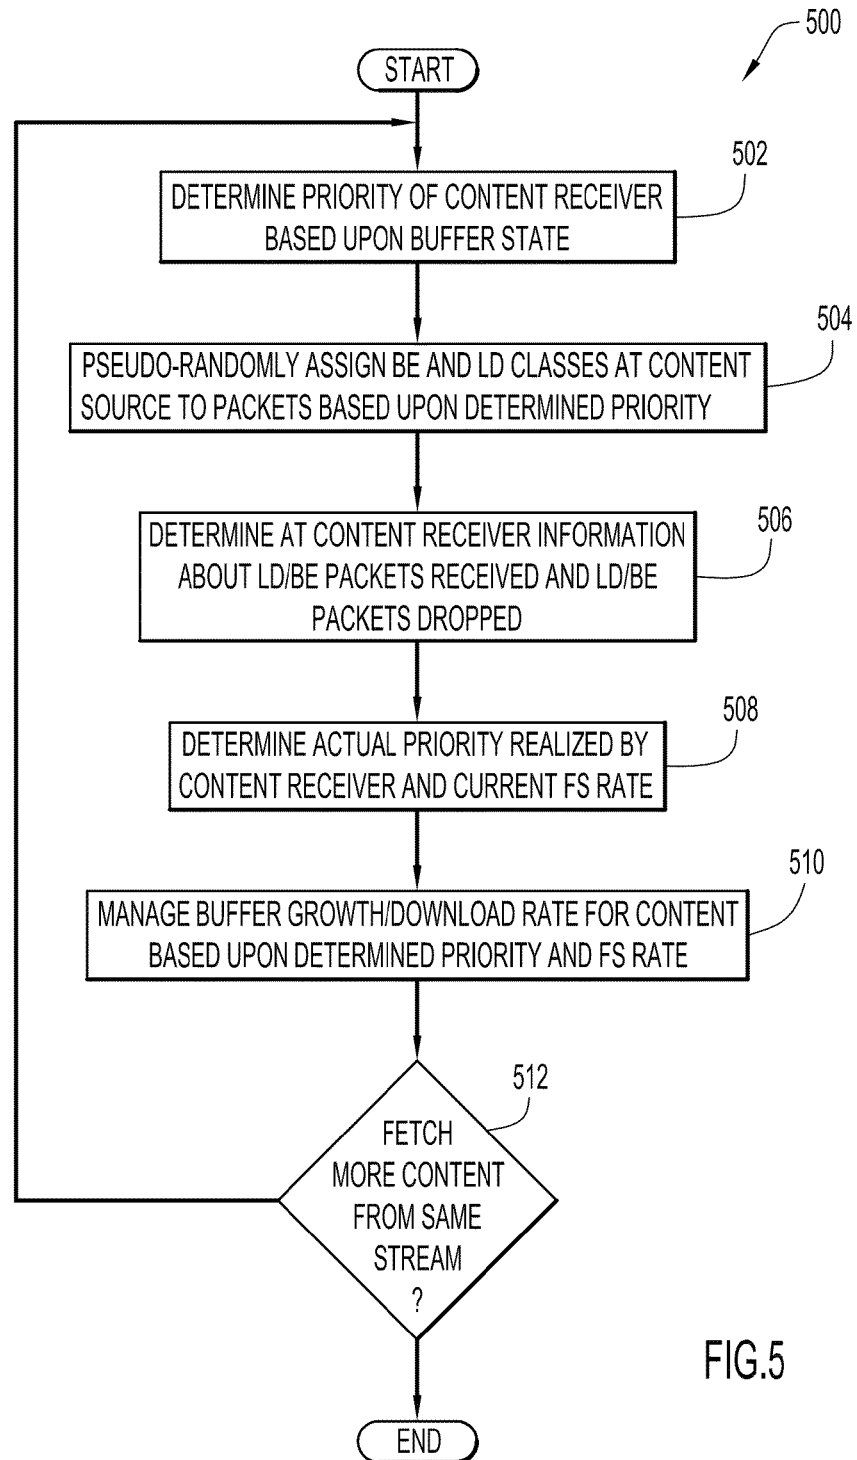 500
START
502
DETERMINE PRIORITY OF CONTENT RECEIVER
BASED UPON BUFFER STATE
504
PSEUDO-RANDOMLY ASSIGN BE AND LD CLASSES AT CONTENT
SOURCE TO PACKETS BASED UPON DETERMINED PRIORITY
506
DETERMINE AT CONTENT RECEIVER INFORMATION
ABOUT LD/BE PACKETS RECEIVED AND LD/BE
PACKETS DROPPED
508
DETERMINE ACTUAL PRIORITY REALIZED BY
CONTENT RECEIVER AND CURRENT FS RATE
510
MANAGE BUFFER GROWTH/DOWNLOAD RATE FOR CONTENT
BASED UPON DETERMINED PRIORITY AND FS RATE
512
FETCH
MORE CONTENT
FROM SAME
STREAM
?
FIG.5
END